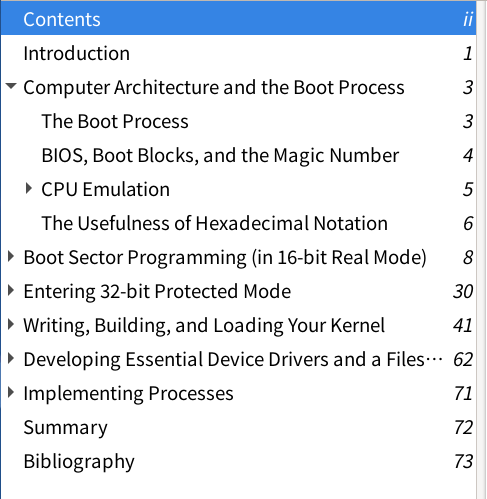 Contents ii
Introduction 1
Computer Architecture and the Boot Process 3
The Boot Process 3
BIOS, Boot Blocks, and the Magic Number 4
CPU Emulation 5
The Usefulness of Hexadecimal Notation 6
Boot Sector Programming (in 16-bit Real Mode) 8
Entering 32-bit Protected Mode 30
Writing, Building, and Loading Your Kernel 41
Developing Essential Device Drivers and a Files… 62
Implementing Processes 71
Summary 72
Bibliography 73